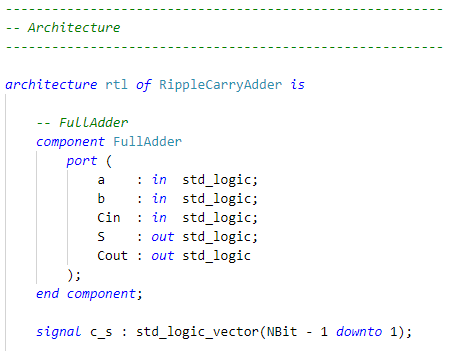 ----------------------------------------------------------
-- Architecture
----------------------------------------------------------
architecture rtl of RippleCarryAdder is
    -- FullAdder
    component FullAdder
        port (
            a    : in  std_logic;
            b    : in  std_logic;
            Cin  : in  std_logic;
            S    : out std_logic;
            Cout : out std_logic
        );
    end component;
    signal c_s : std_logic_vector(NBit - 1 downto 1);